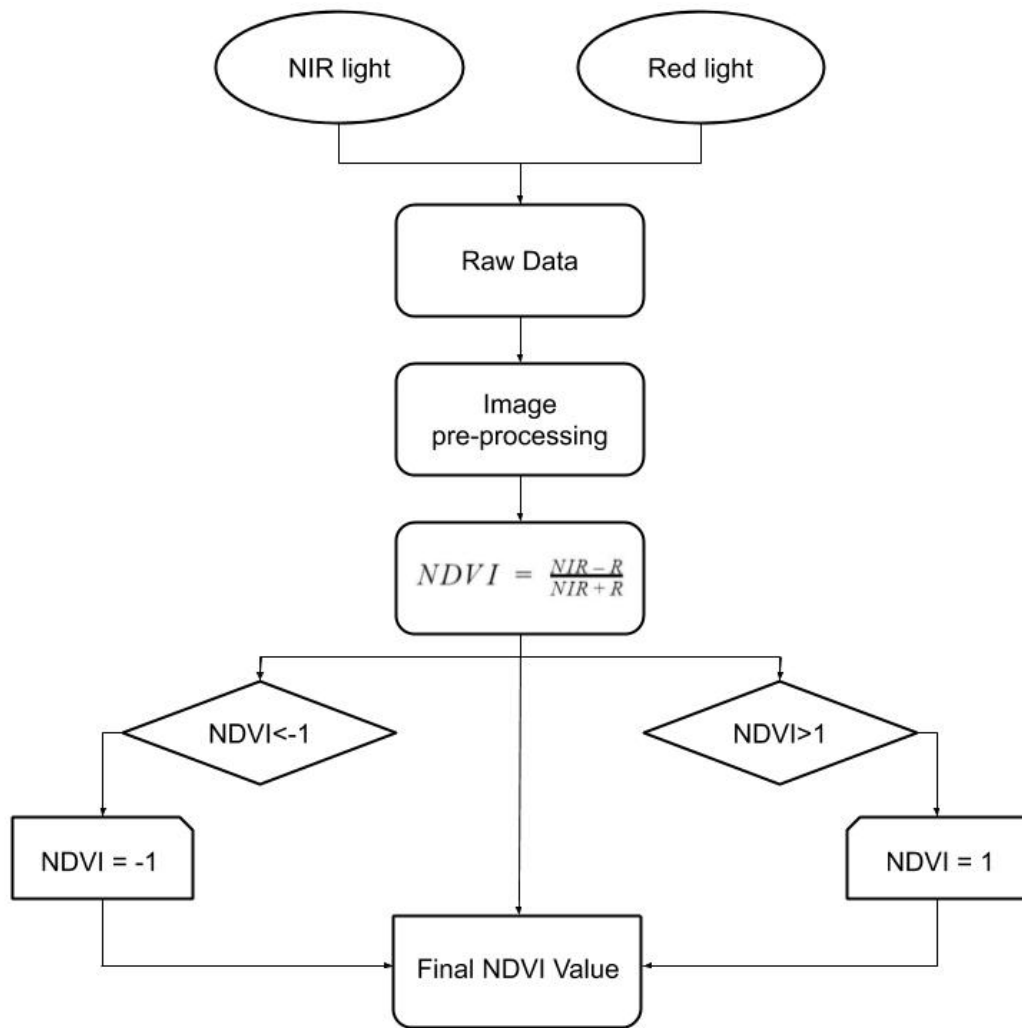 NIR light
Red light
Raw Data
Image
pre-processing
NDVI = NIR – R / NIR + R
NDVI<-1
NDVI>1
NDVI = -1
NDVI = 1
Final NDVI Value